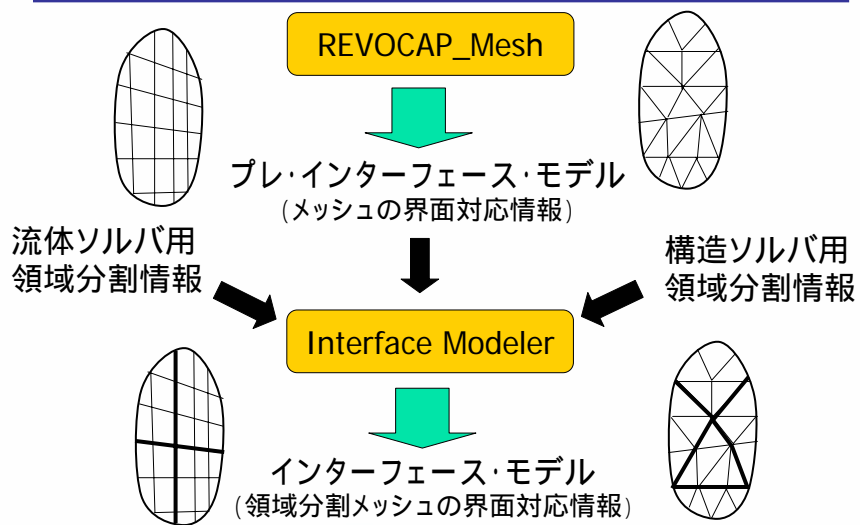 REVOCAP_Mesh
プレ・インターフェース・モデル
(メッシュの界面対応情報)
流体ソルバ用
領域分割情報
構造ソルバ用
領域分割情報
Interface Modeler
インターフェース・モデル
(領域分割メッシュの界面対応情報)